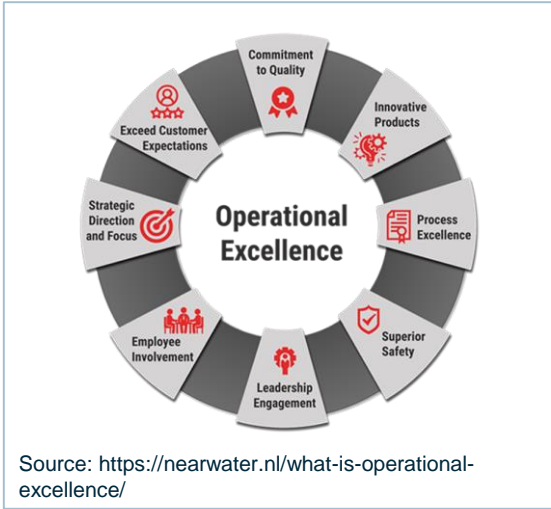 Commitment
to Quality
Innovative
Products
Process
Excellence
Superior
Safety
Leadership
Engagement
Employee
Involvement
Strategic
Direction
and Focus
Exceed Customer
Expectations
Operational
Excellence
Source: https://nearwater.nl/what-is-operational-
excellence/